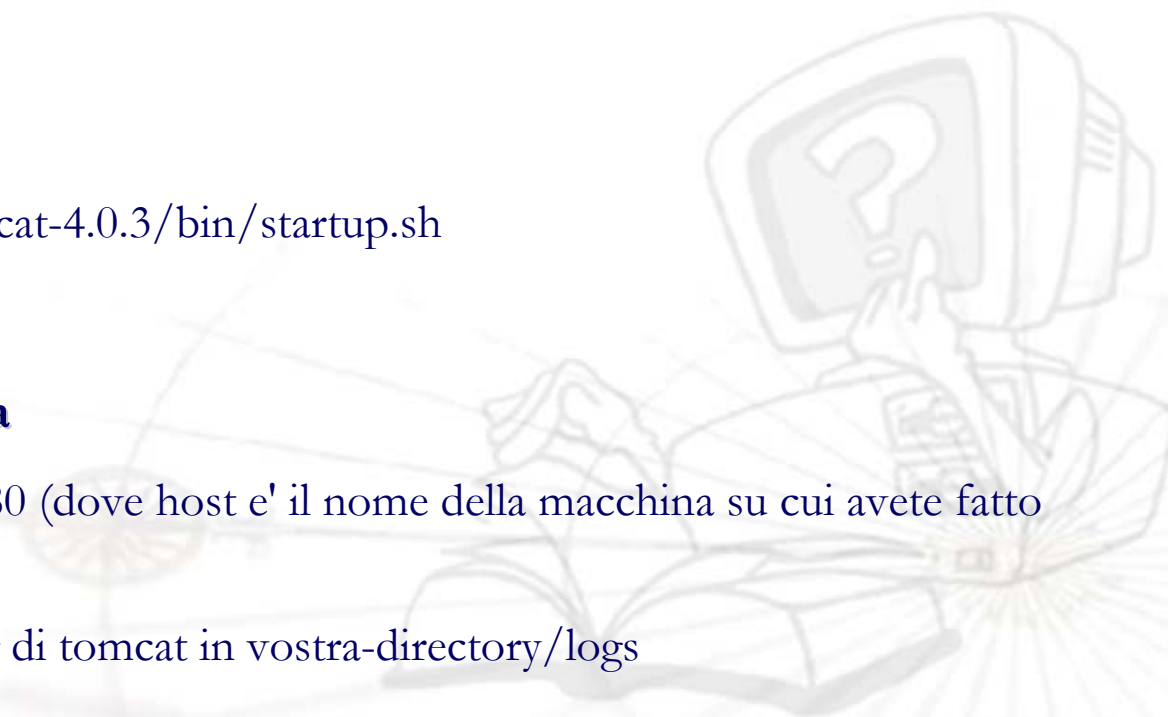 cat-4.0.3/bin/startup.sh
a
80 (dove host e' il nome della macchina su cui avete fatto
di tomcat in vostra-directory/logs